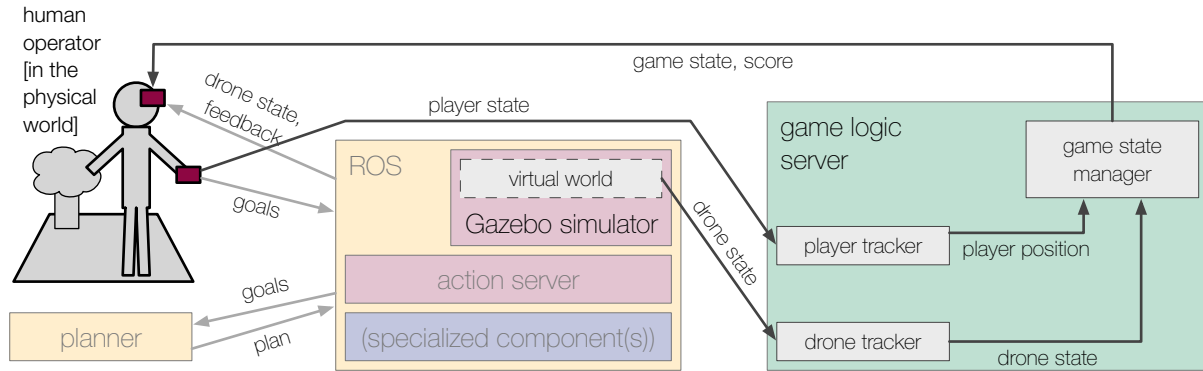 human
operator
[in the
physical
world]
game state, score
drone state,
feedback
player state
goals
ROS
virtual world
Gazebo simulator
action server
(specialized component(s))
goals
plan
planner
drone state
game logic
server
game state
manager
player tracker
player position
drone tracker
drone state